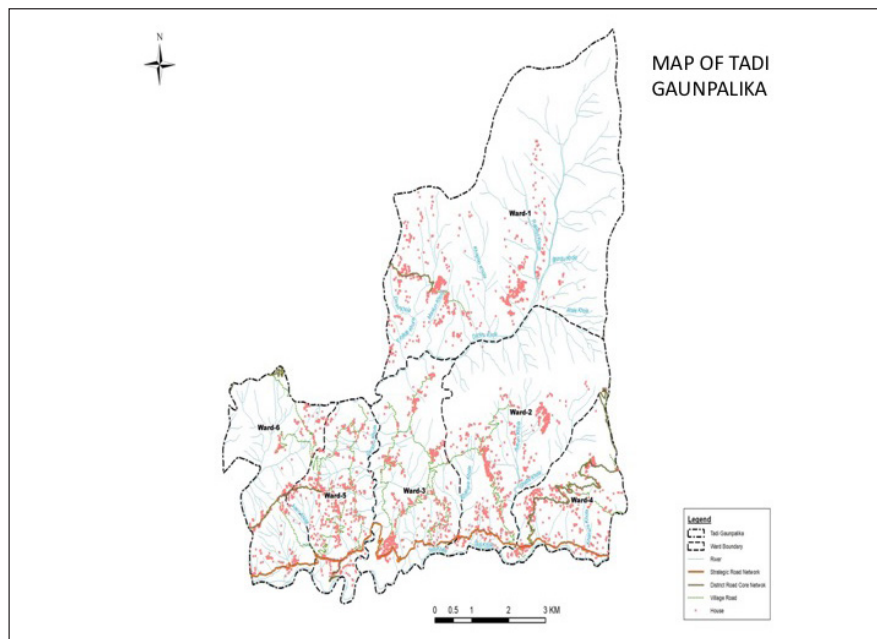 N
MAP OF TADI
GAUNPALIKA
Ward-1
Ward-2
Ward-6
Ward-5
Ward-3
Ward-4
Legend
Tadi Gaunpalika
Ward Boundary
River
Strategic Road Network
District Road Core Network
Village Road
House
0 0.5 1 2 3 KM